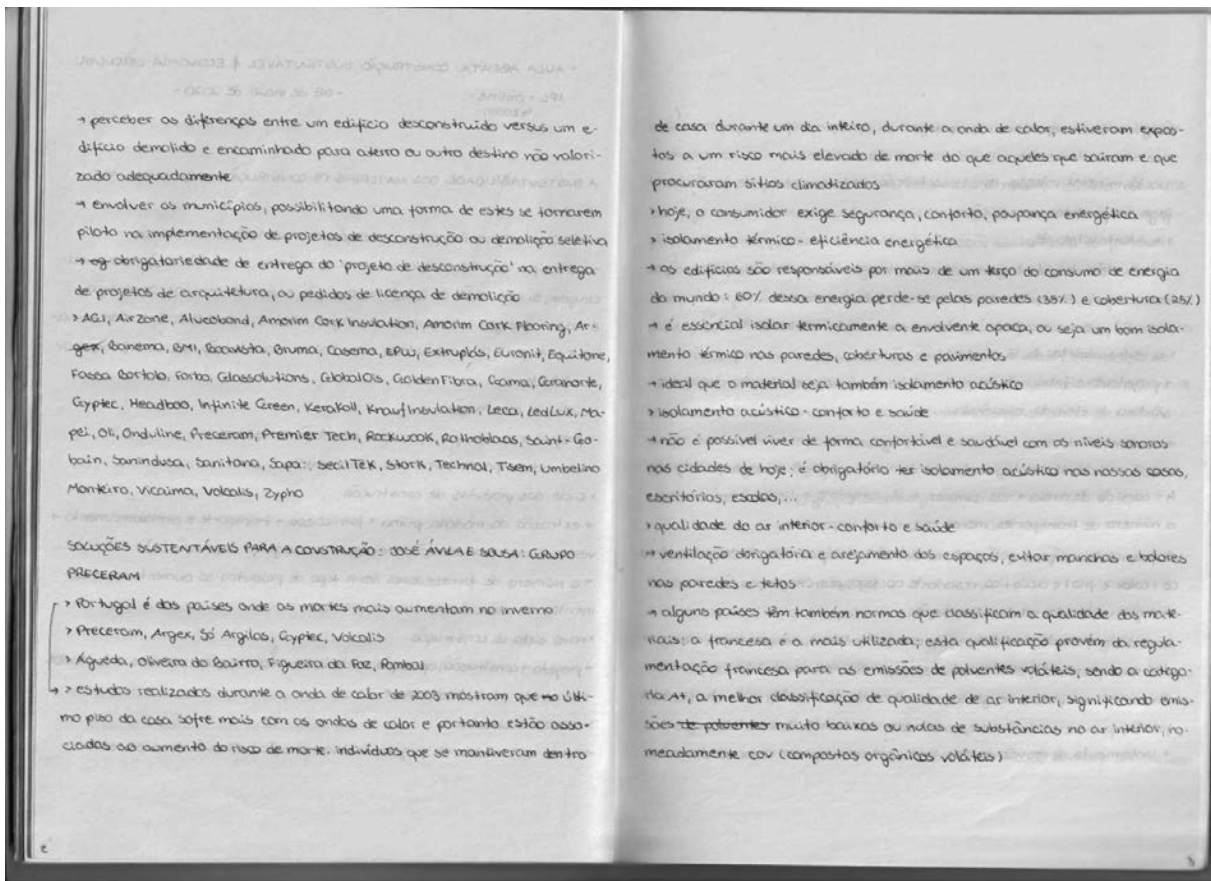 → perceber as diferenças entre um edifício desconstruído versus um e-
difício demolido e encaminhado para aterro ou outro destino não valori-
zado adequadamente
→ envolver os municípios, possibilitando uma forma de estes se tornarem
piloto na implementação de projetos de desconstrução ou demolição seletiva
→ obrigatoriedade de entrega do 'projeto de desconstrução' na entrega
de projetos de arquitetura, ou pedidos de licença de demolição
> AGI, Airzone, Alucobond, Amorim Cork Insulation, Amorim Cork Flooring, Ar-
gex, Banema, BMI, Boavista, Bruma, Casema, EPW, Extruplás, Euronit, Equitone,
Fassa Bortolo, Forbo, Glassolutions, GlobalDis, Golden Fibra, Gosma, Granorte,
Gyptec, Headboo, Infinite Green, Kerakoll, Knauf Insulation, Leca, LedLux, Ma-
pei, Oli, Onduline, Preceram, Premier Tech, Rockwool, Rothoblaas, Saint-Go-
bain, Sanindusa, Sanitana, Sapa, SecilTek, Stork, Technal, Tisem, Umbelino
Monteiro, Vicaima, Volcalis, Zypho
SOLUÇÕES SUSTENTÁVEIS PARA A CONSTRUÇÃO: JOSÉ ÁVILA E SOUSA: GRUPO
PRECERAM
> Portugal é dos países onde as mortes mais aumentam no inverno
> Preceram, Argex, Só Argilas, Gyptec, Volcalis
> Águeda, Oliveira do Bairro, Figueira da Foz, Pombal
> estudos realizados durante a onda de calor de 2003 mostram que o últi-
mo piso da casa sofre mais com as ondas de calor e portanto estão asso-
ciadas ao aumento do risco de morte. indivíduos que se mantiveram dentro
2
de casa durante um dia inteiro, durante a onda de calor, estiveram expos-
tos a um risco mais elevado de morte do que aqueles que saíram e que
procuraram sítios climatizados
> hoje, o consumidor exige segurança, conforto, poupança energética
> isolamento térmico - eficiência energética
→ os edifícios são responsáveis por mais de um terço do consumo de energia
do mundo: 60% dessa energia perde-se pelas paredes (35%) e cobertura (25%)
→ é essencial isolar termicamente a envolvente opaca, ou seja um bom isola-
mento térmico nas paredes, coberturas e pavimentos
→ ideal que o material seja também isolamento acústico
> isolamento acústico - conforto e saúde
→ não é possível viver de forma confortável e saudável com os níveis sonoros
nas cidades de hoje; é obrigatório ter isolamento acústico nas nossas casas,
escritórios, escolas,...
> qualidade do ar interior - conforto e saúde
→ ventilação obrigatória e arejamento dos espaços, evitar manchas e bolores
nas paredes e tetos
→ alguns países têm também normas que classificam a qualidade dos mate-
riais: a francesa é a mais utilizada; esta qualificação provém da regula-
mentação francesa para as emissões de poluentes voláteis, sendo a catego-
ria A+, a melhor classificação de qualidade de ar interior, significando emis-
sões de poluentes muito baixas ou nulas de substâncias no ar interior, no-
meadamente cov (compostos orgânicos voláteis)